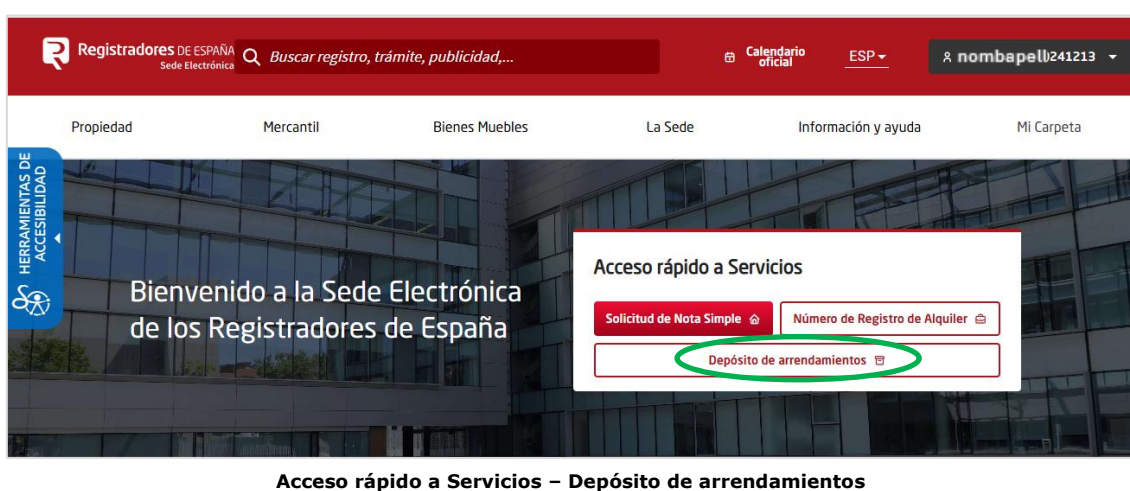 Registradores DE ESPAÑA
Sede Electrónica
Buscar registro, trámite, publicidad,...
Calendario
oficial
ESP
nombapell241213
Propiedad
Mercantil
Bienes Muebles
La Sede
Información y ayuda
Mi Carpeta
HERRAMIENTAS DE
ACCESIBILIDAD
Bienvenido a la Sede Electrónica
de los Registradores de España
Acceso rápido a Servicios
Solicitud de Nota Simple
Número de Registro de Alquiler
Depósito de arrendamientos
Acceso rápido a Servicios – Depósito de arrendamientos